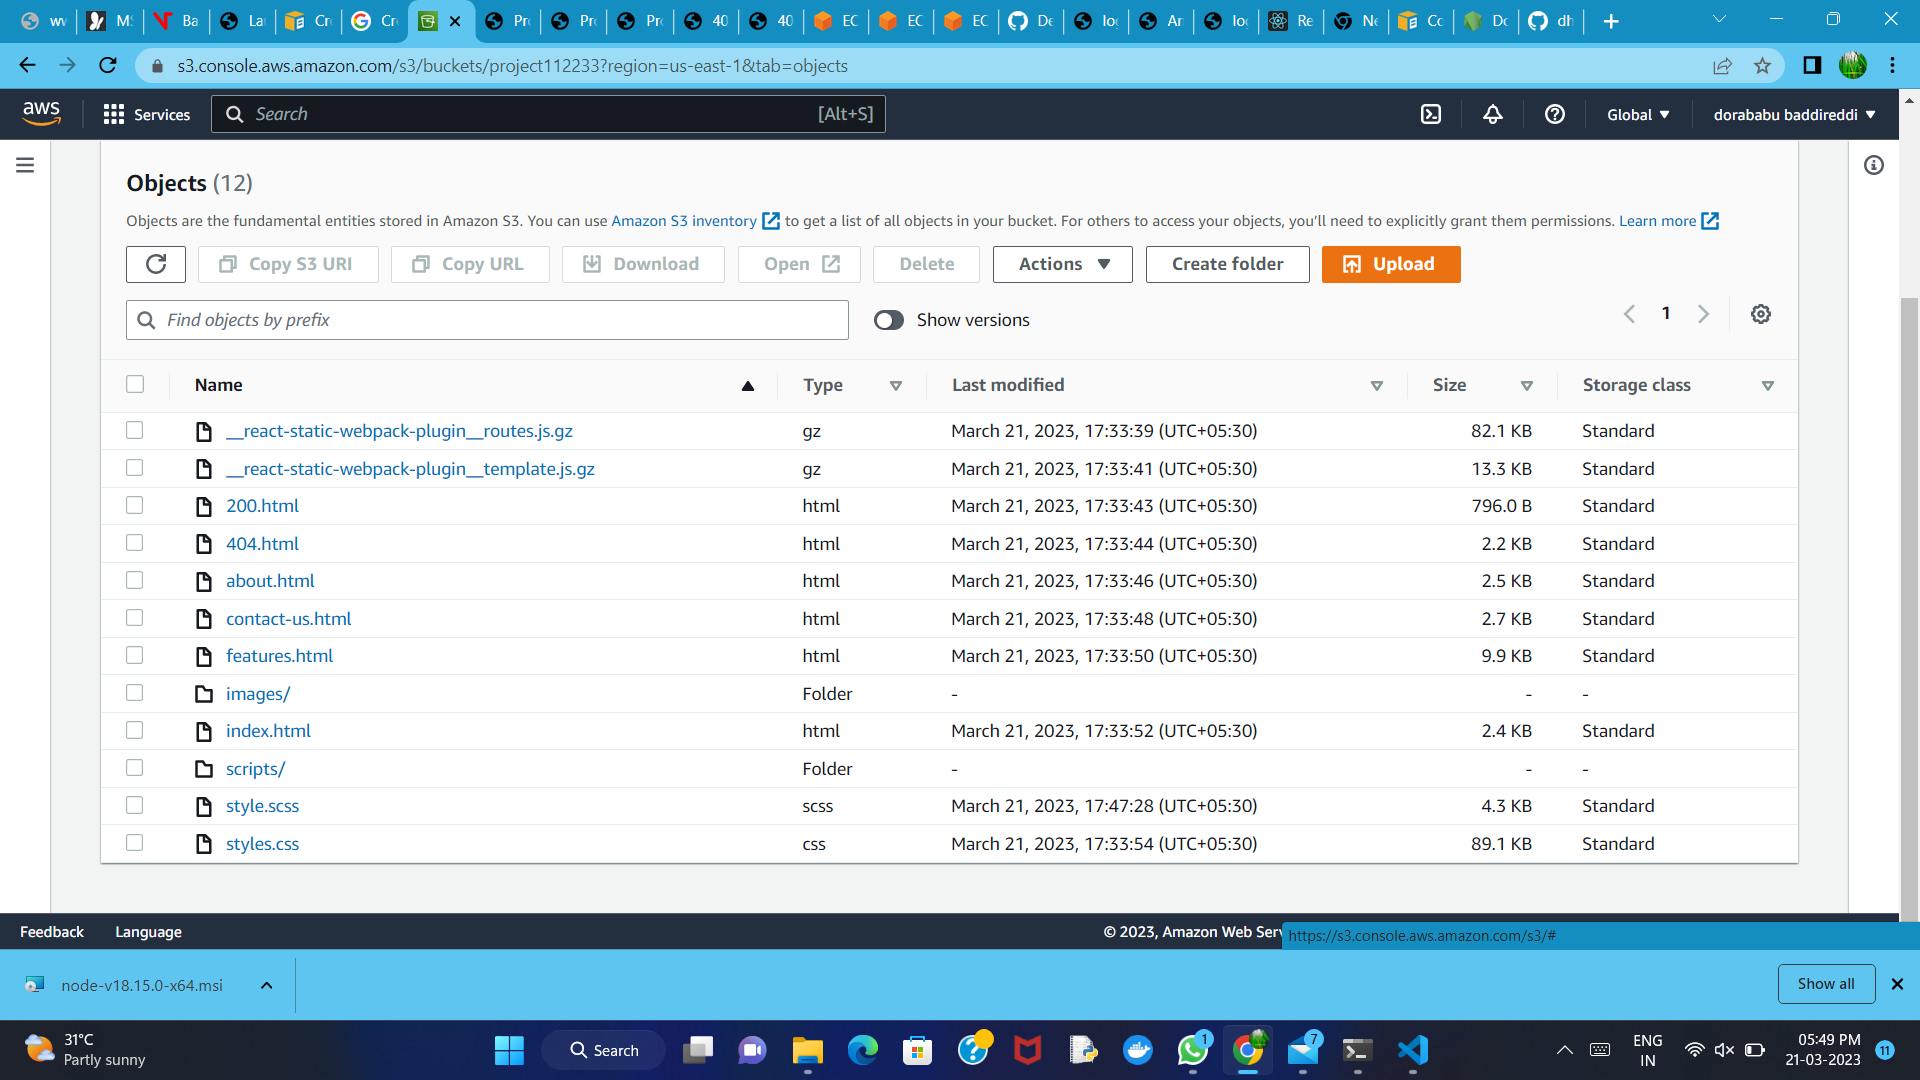 wv
MS
Ba
La
Cr
Cr
Pr
Pr
Pr
40
40
EC
EC
EC
De
log
An
log
Re
Ne
Co
Do
dh
s3.console.aws.amazon.com/s3/buckets/project112233?region=us-east-1&tab=objects
aws
Services
Search
[Alt+S]
Global
dorababu baddireddi
Objects (12)
Objects are the fundamental entities stored in Amazon S3. You can use Amazon S3 inventory to get a list of all objects in your bucket. For others to access your objects, you'll need to explicitly grant them permissions. Learn more
Copy S3 URI
Copy URL
Download
Open
Delete
Actions
Create folder
Upload
Find objects by prefix
Show versions
1
Name Type Last modified Size Storage class
__react-static-webpack-plugin__routes.js.gz gz March 21, 2023, 17:33:39 (UTC+05:30) 82.1 KB Standard
__react-static-webpack-plugin__template.js.gz gz March 21, 2023, 17:33:41 (UTC+05:30) 13.3 KB Standard
200.html html March 21, 2023, 17:33:43 (UTC+05:30) 796.0 B Standard
404.html html March 21, 2023, 17:33:44 (UTC+05:30) 2.2 KB Standard
about.html html March 21, 2023, 17:33:46 (UTC+05:30) 2.5 KB Standard
contact-us.html html March 21, 2023, 17:33:48 (UTC+05:30) 2.7 KB Standard
features.html html March 21, 2023, 17:33:50 (UTC+05:30) 9.9 KB Standard
images/ Folder - - -
index.html html March 21, 2023, 17:33:52 (UTC+05:30) 2.4 KB Standard
scripts/ Folder - - -
style.scss scss March 21, 2023, 17:47:28 (UTC+05:30) 4.3 KB Standard
styles.css css March 21, 2023, 17:33:54 (UTC+05:30) 89.1 KB Standard
Feedback
Language
© 2023, Amazon Web Serv
https://s3.console.aws.amazon.com/s3/#
node-v18.15.0-x64.msi
Show all
31°C
Partly sunny
Search
1
7
ENG
IN
05:49 PM
21-03-2023
11